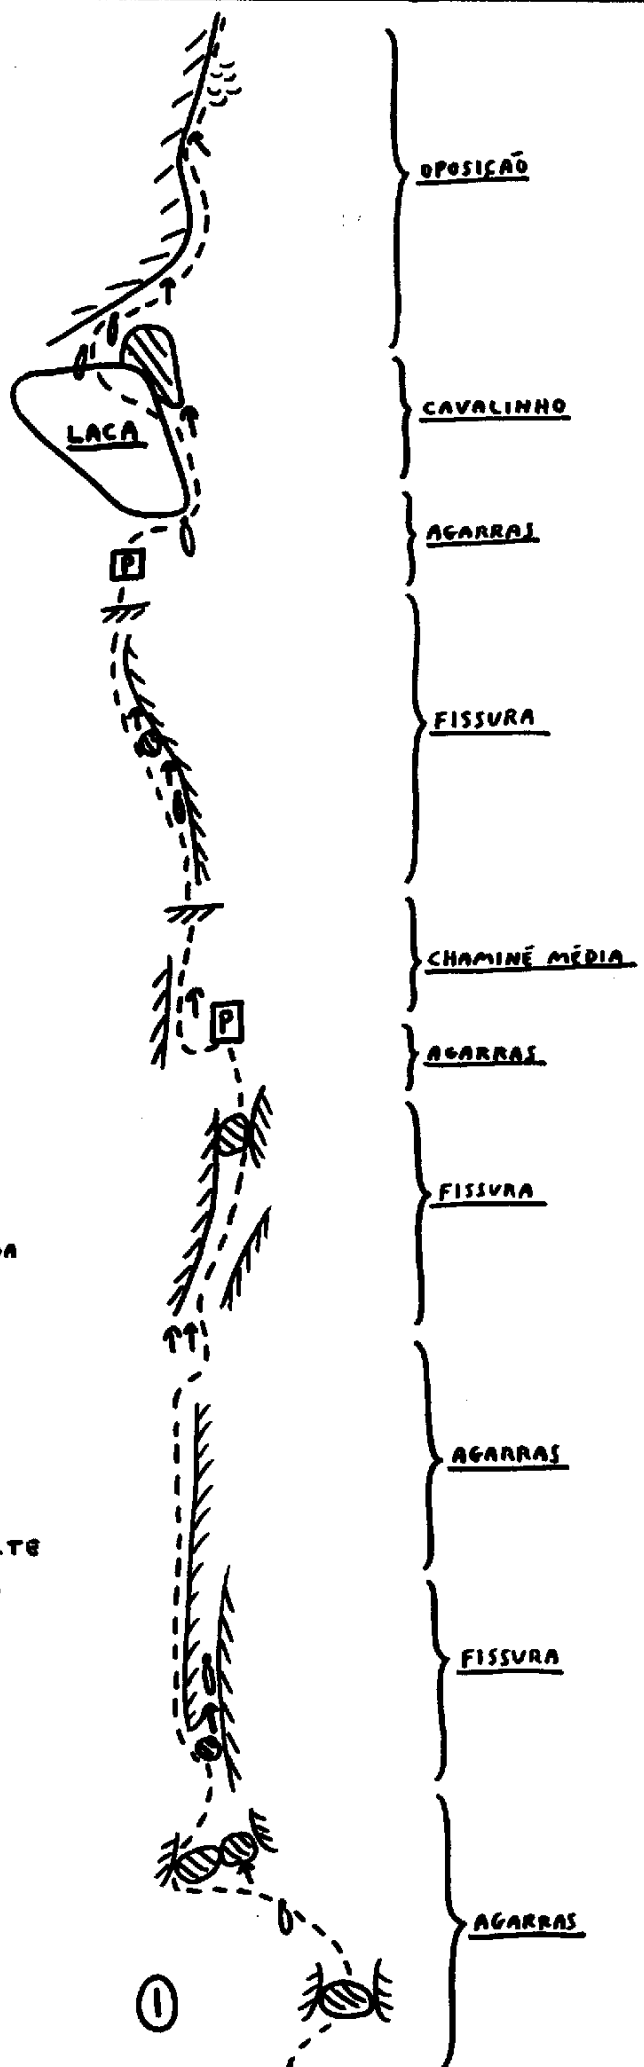 OPOSIÇÃO
CAVALINHO
LACA
AGARRAS
P
FISSURA
CHAMINÉ MÉDIA
P
AGARRAS
FISSURA
AGARRAS
FISSURA
AGARRAS
1